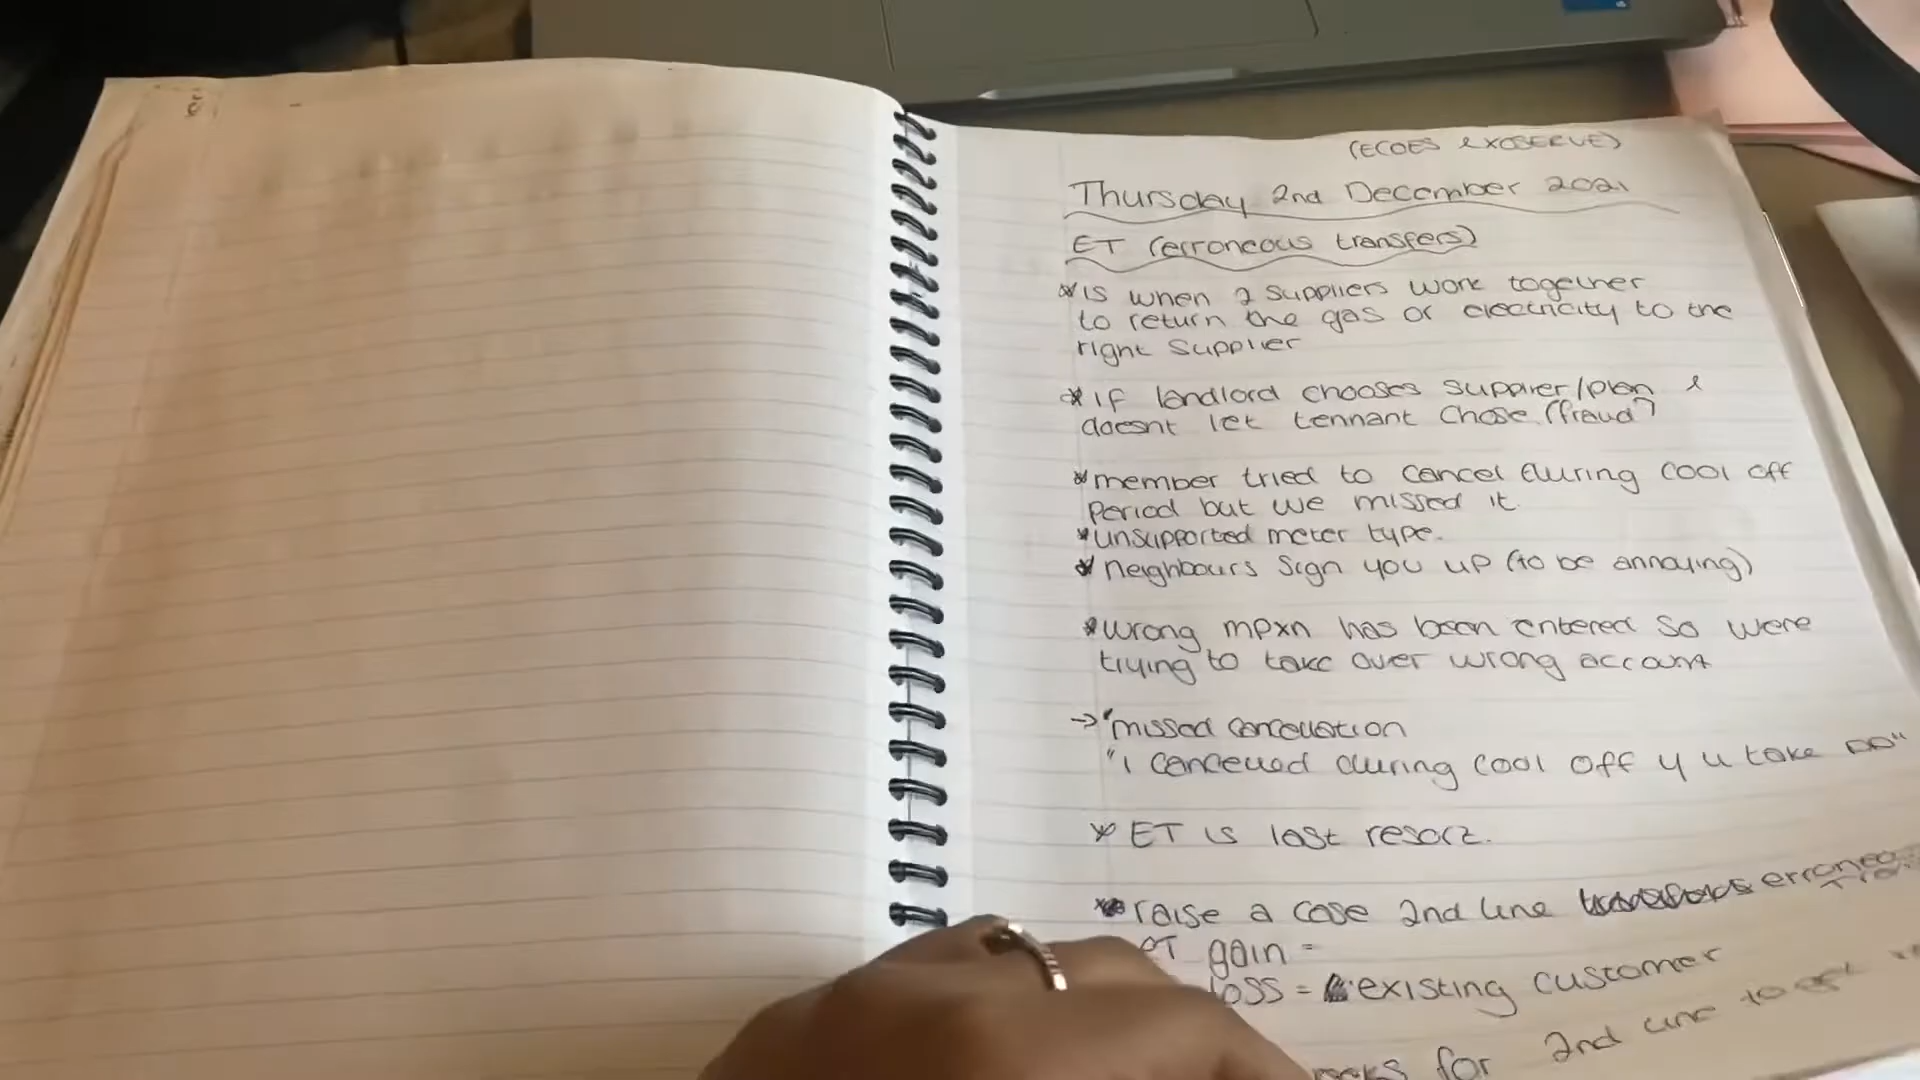 (ECOES & XOSERVE)
Thursday 2nd December 2021
ET (erroneous transfers)
* is when 2 suppliers work together
to return the gas or electricity to the
right supplier
* if landlord chooses supplier/plan &
doesnt let tennant chose (fraud?)
* member tried to cancel during cool off
period but we missed it.
* unsupported meter type.
* neighbours sign you up (to be annoying)
* wrong mpxn has been entered so were
trying to take over wrong account
→ "missed cancellation
"i cancelled during cool off y u take DD"
* ET is last resort.
* raise a case 2nd line
ET gain =
loss = existing customer
for 2nd line to